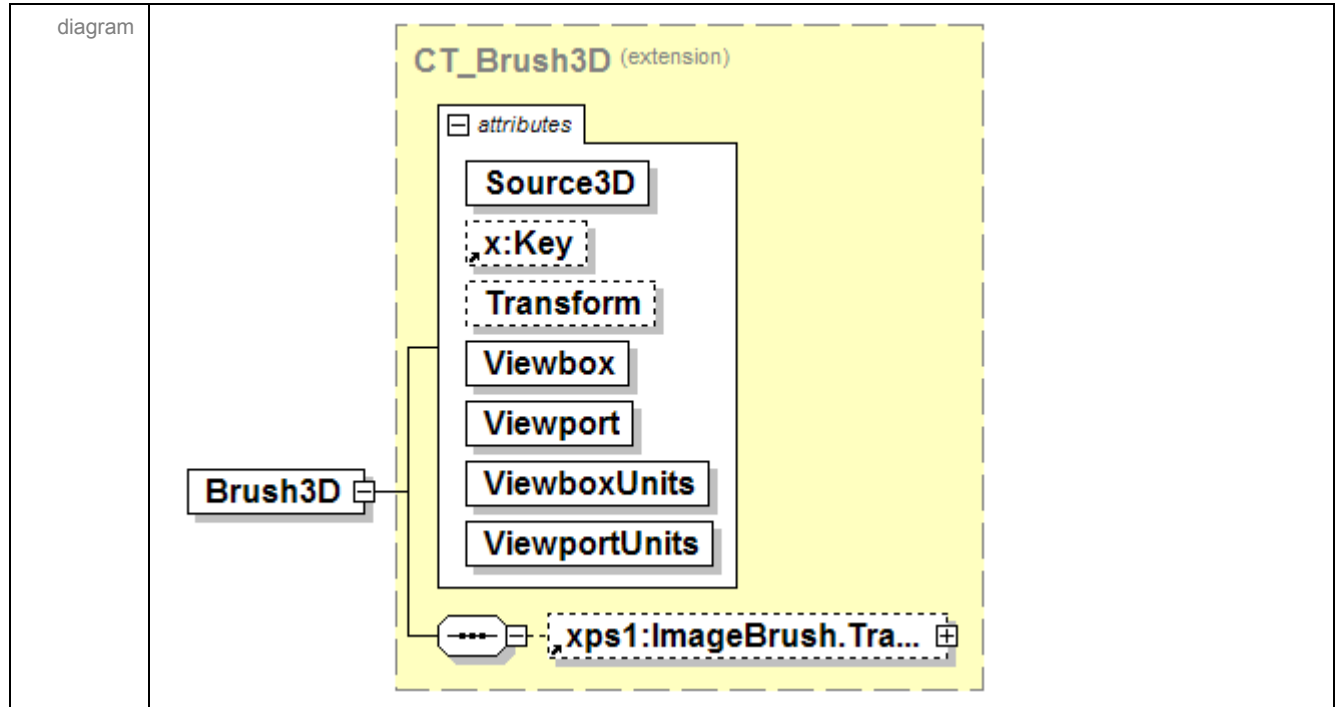 diagram
CT_Brush3D (extension)
attributes
Source3D
x:Key
Transform
Viewbox
Viewport
ViewboxUnits
ViewportUnits
Brush3D
xps1:ImageBrush.Tra...